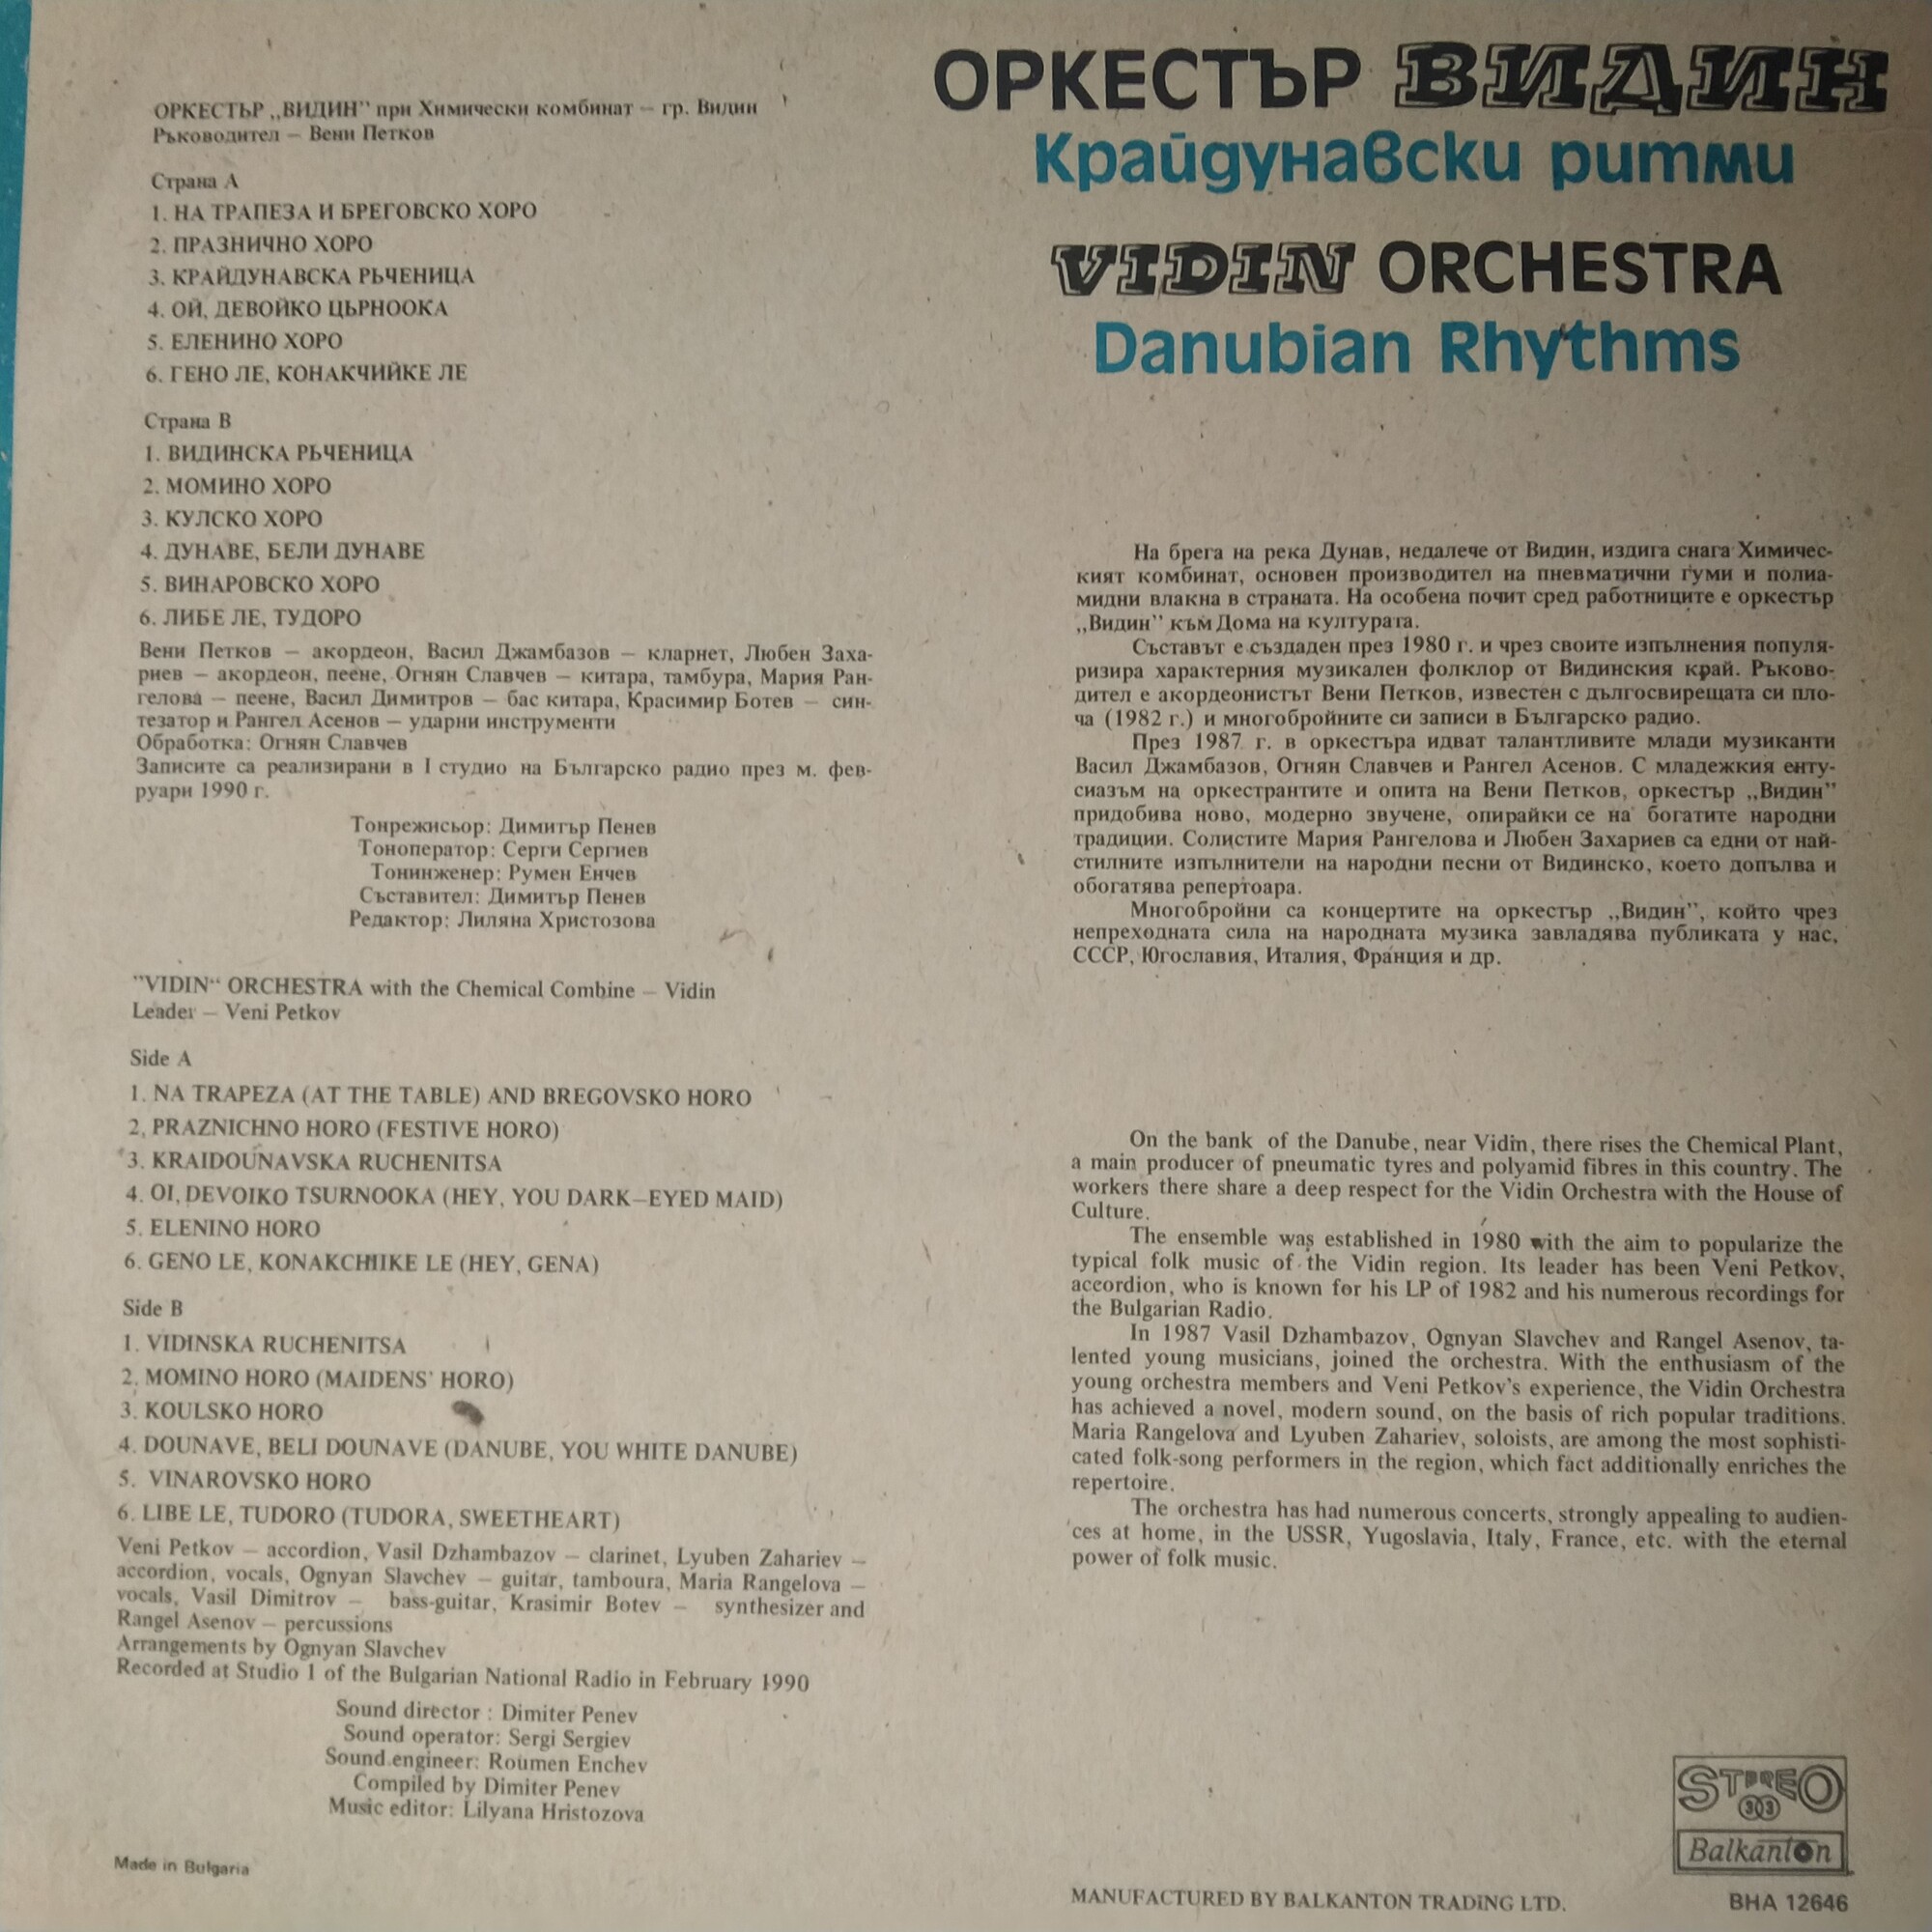 ОРКЕСТЪР „ВИДИН” при Химически комбинат – гр. Видин
Ръководител – Вени Петков
Страна А
1. НА ТРАПЕЗА И БРЕГОВСКО ХОРО
2. ПРАЗНИЧНО ХОРО
3. КРАЙДУНАВСКА РЪЧЕНИЦА
4. ОЙ, ДЕВОЙКО ЦЪРНООКА
5. ЕЛЕНИНО ХОРО
6. ГЕНО ЛЕ, КОНАКЧИЙКЕ ЛЕ
Страна В
1. ВИДИНСКА РЪЧЕНИЦА
2. МОМИНО ХОРО
3. КУЛСКО ХОРО
4. ДУНАВЕ, БЕЛИ ДУНАВЕ
5. ВИНАРОВСКО ХОРО
6. ЛИБЕ ЛЕ, ТУДОРО
Вени Петков – акордеон, Васил Джамбазов – кларнет, Любен Заха-
риев – акордеон, пеене, Огнян Славчев – китара, тамбура, Мария Ран-
гелова – пеене, Васил Димитров – бас китара, Красимир Ботев – син-
тезатор и Рангел Асенов – ударни инструменти
Обработка: Огнян Славчев
Записите са реализирани в I студио на Българско радио през м. фев-
руари 1990 г.
Тонрежисьор: Димитър Пенев
Тоноператор: Серги Сергиев
Тонинженер: Румен Енчев
Съставител: Димитър Пенев
Редактор: Лиляна Христозова
"VIDIN“ ORCHESTRA with the Chemical Combine – Vidin
Leader – Veni Petkov
Side A
1. NA TRAPEZA (AT THE TABLE) AND BREGOVSKO HORO
2, PRAZNICHNO HORO (FESTIVE HORO)
3. KRAIDOUNAVSKA RUCHENITSA
4. OI, DEVOIKO TSURNOOKA (HEY, YOU DARK–EYED MAID)
5. ELENINO HORO
6. GENO LE, KONAKCHIIKE LE (HEY, GENA)
Side B
1. VIDINSKA RUCHENITSA
2. MOMINO HORO (MAIDENS' HORO)
3. KOULSKO HORO
4. DOUNAVE, BELI DOUNAVE (DANUBE, YOU WHITE DANUBE)
5. VINAROVSKO HORO
6. LIBE LE, TUDORO (TUDORA, SWEETHEART)
Veni Petkov – accordion, Vasil Dzhambazov – clarinet, Lyuben Zahariev –
accordion, vocals, Ognyan Slavchev – guitar, tamboura, Maria Rangelova –
vocals, Vasil Dimitrov – bass-guitar, Krasimir Botev – synthesizer and
Rangel Asenov – percussions
Arrangements by Ognyan Slavchev
Recorded at Studio 1 of the Bulgarian National Radio in February 1990
Sound director : Dimiter Penev
Sound operator: Sergi Sergiev
Sound engineer: Roumen Enchev
Compiled by Dimiter Penev
Music editor: Lilyana Hristozova
Made in Bulgaria
ОРКЕСТЪР ВИДИН
Крайдунавски ритми
VIDIN ORCHESTRA
Danubian Rhythms
На брега на река Дунав, недалече от Видин, издига снага Химичес-
кият комбинат, основен производител на пневматични гуми и полиа-
мидни влакна в страната. На особена почит сред работниците е оркестър
„Видин” към Дома на културата.
Съставът е създаден през 1980 г. и чрез своите изпълнения популя-
ризира характерния музикален фолклор от Видинския край. Ръково-
дител е акордеонистът Вени Петков, известен с дългосвирещата си пло-
ча (1982 г.) и многобройните си записи в Българско радио.
През 1987 г. в оркестъра идват талантливите млади музиканти
Васил Джамбазов, Огнян Славчев и Рангел Асенов. С младежкия енту-
сиазъм на оркестрантите и опита на Вени Петков, оркестър „Видин”
придобива ново, модерно звучене, опирайки се на богатите народни
традиции. Солистите Мария Рангелова и Любен Захариев са едни от най-
стилните изпълнители на народни песни от Видинско, което допълва и
обогатява репертоара.
Многобройни са концертите на оркестър „Видин”, който чрез
непреходната сила на народната музика завладява публиката у нас,
СССР, Югославия, Италия, Франция и др.
On the bank of the Danube, near Vidin, there rises the Chemical Plant,
a main producer of pneumatic tyres and polyamid fibres in this country. The
workers there share a deep respect for the Vidin Orchestra with the House of
Culture.
The ensemble was established in 1980 with the aim to popularize the
typical folk music of the Vidin region. Its leader has been Veni Petkov,
accordion, who is known for his LP of 1982 and his numerous recordings for
the Bulgarian Radio.
In 1987 Vasil Dzhambazov, Ognyan Slavchev and Rangel Asenov, ta-
lented young musicians, joined the orchestra. With the enthusiasm of the
young orchestra members and Veni Petkov's experience, the Vidin Orchestra
has achieved a novel, modern sound, on the basis of rich popular traditions.
Maria Rangelova and Lyuben Zahariev, soloists, are among the most sophisti-
cated folk-song performers in the region, which fact additionally enriches the
repertoire.
The orchestra has had numerous concerts, strongly appealing to audien-
ces at home, in the USSR, Yugoslavia, Italy, France, etc. with the eternal
power of folk music.
STEREO
33
Balkanton
MANUFACTURED BY BALKANTON TRADING LTD.
BHA 12646